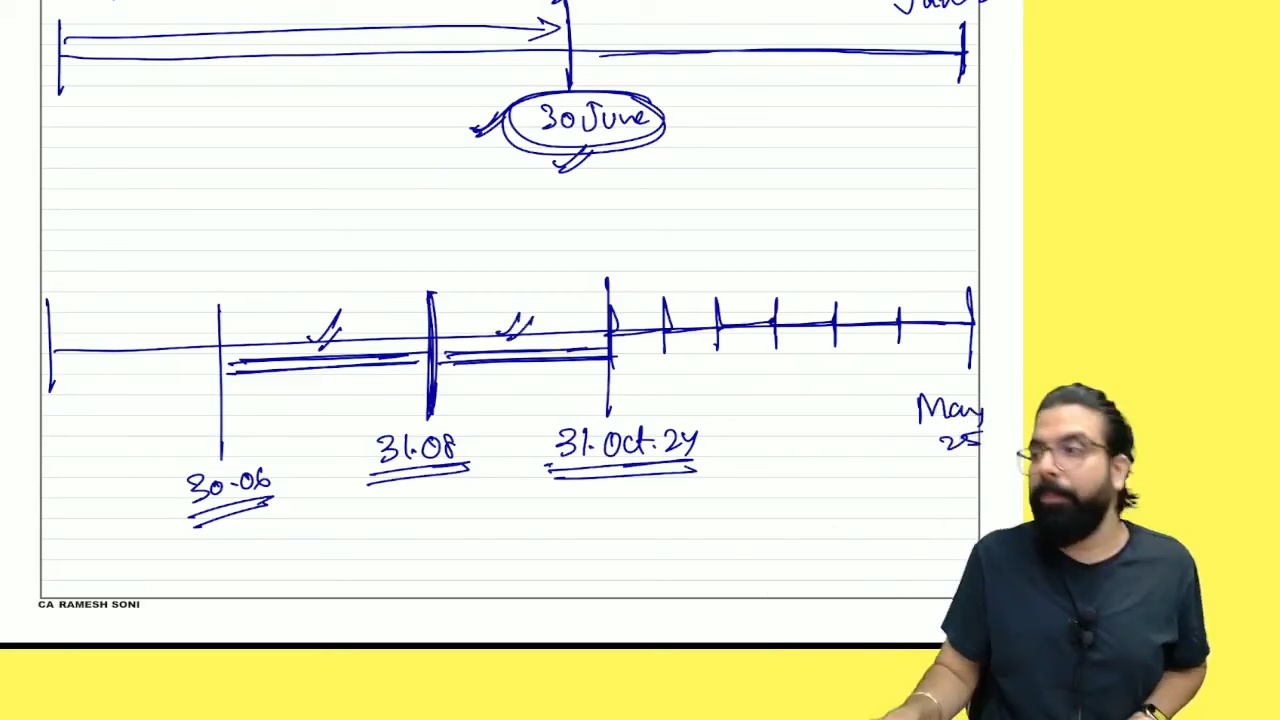 30 June
31.08
31.Oct.24
May
25
30.06
CA RAMESH SONI